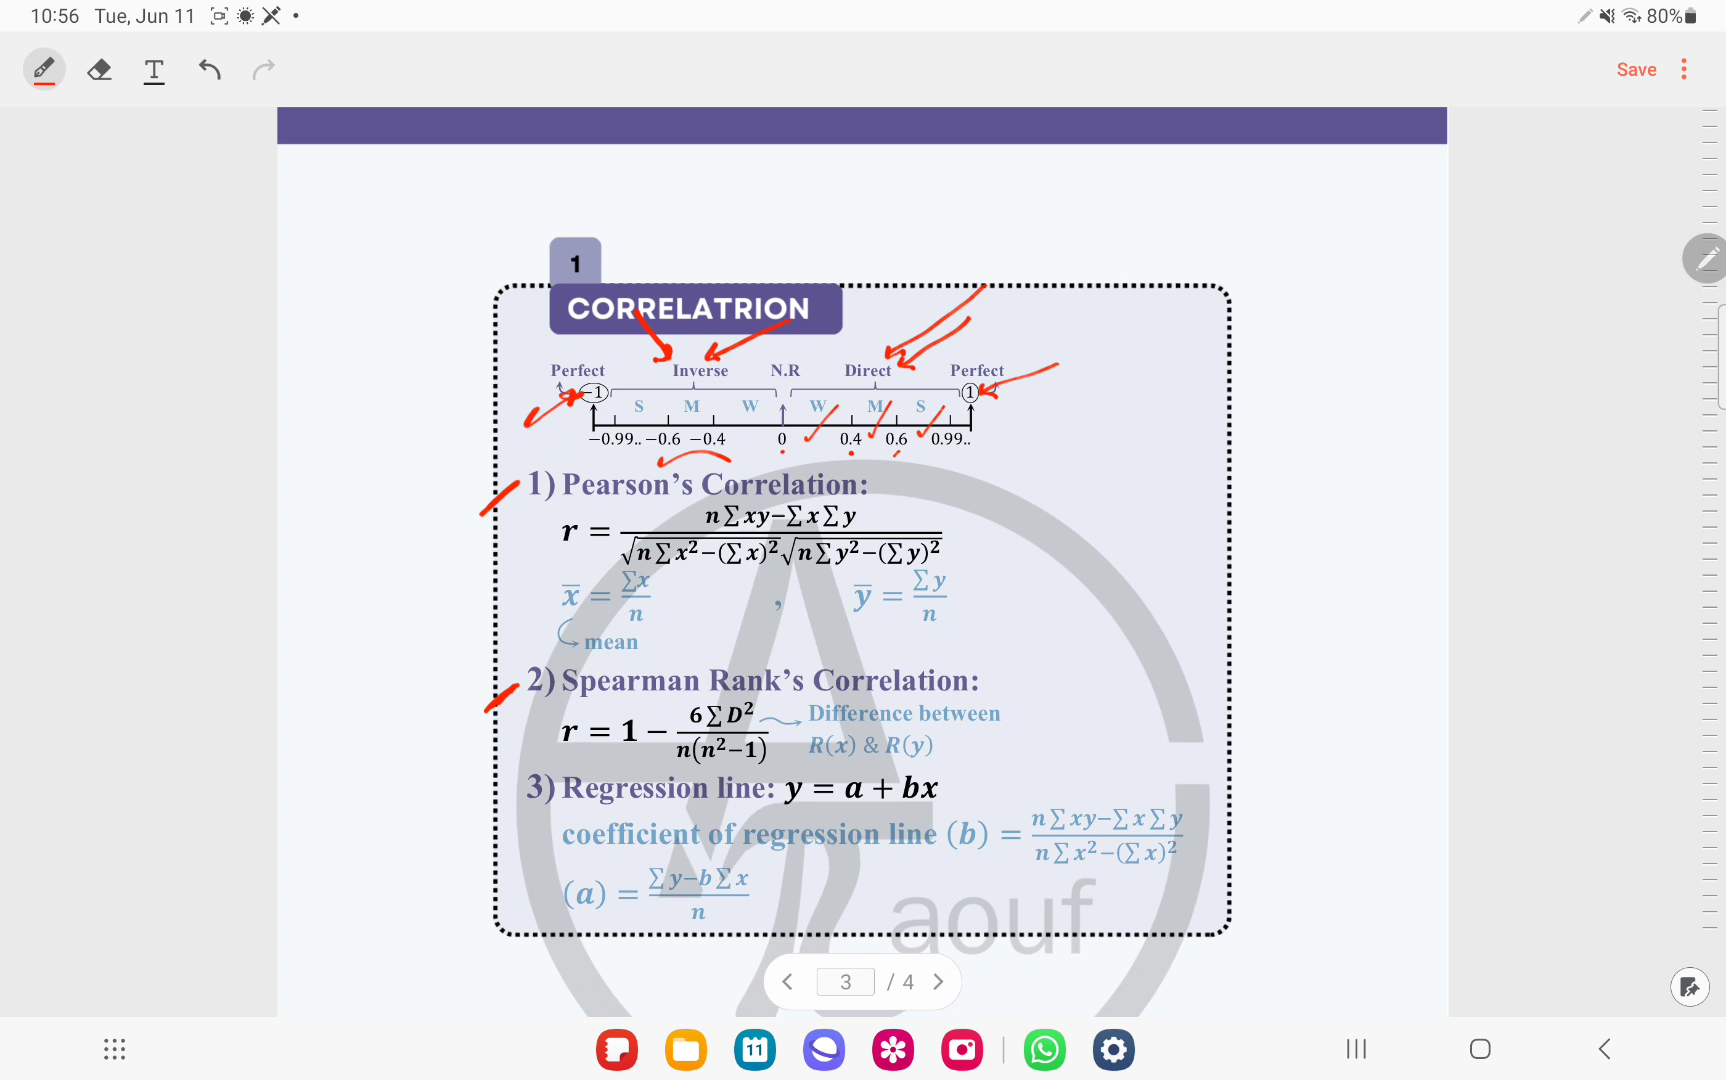 10:56 Tue, Jun 11
80%
Save
1
CORRELATRION
Perfect Inverse N.R Direct Perfect
−1 1
S M W W M S
−0.99.. −0.6 −0.4 0 0.4 0.6 0.99..
1) Pearson's Correlation:
r = n∑xy−∑x∑y / √n∑x²−(∑x)² √n∑y²−(∑y)²
x̅ = ∑x / n , y̅ = ∑y / n
mean
2) Spearman Rank's Correlation:
r = 1 − 6∑D² / n(n²−1) Difference between
R(x) & R(y)
3) Regression line: y = a + bx
coefficient of regression line (b) = n∑xy−∑x∑y / n∑x²−(∑x)²
(a) = ∑y−b∑x / n
aouf
3 / 4
11